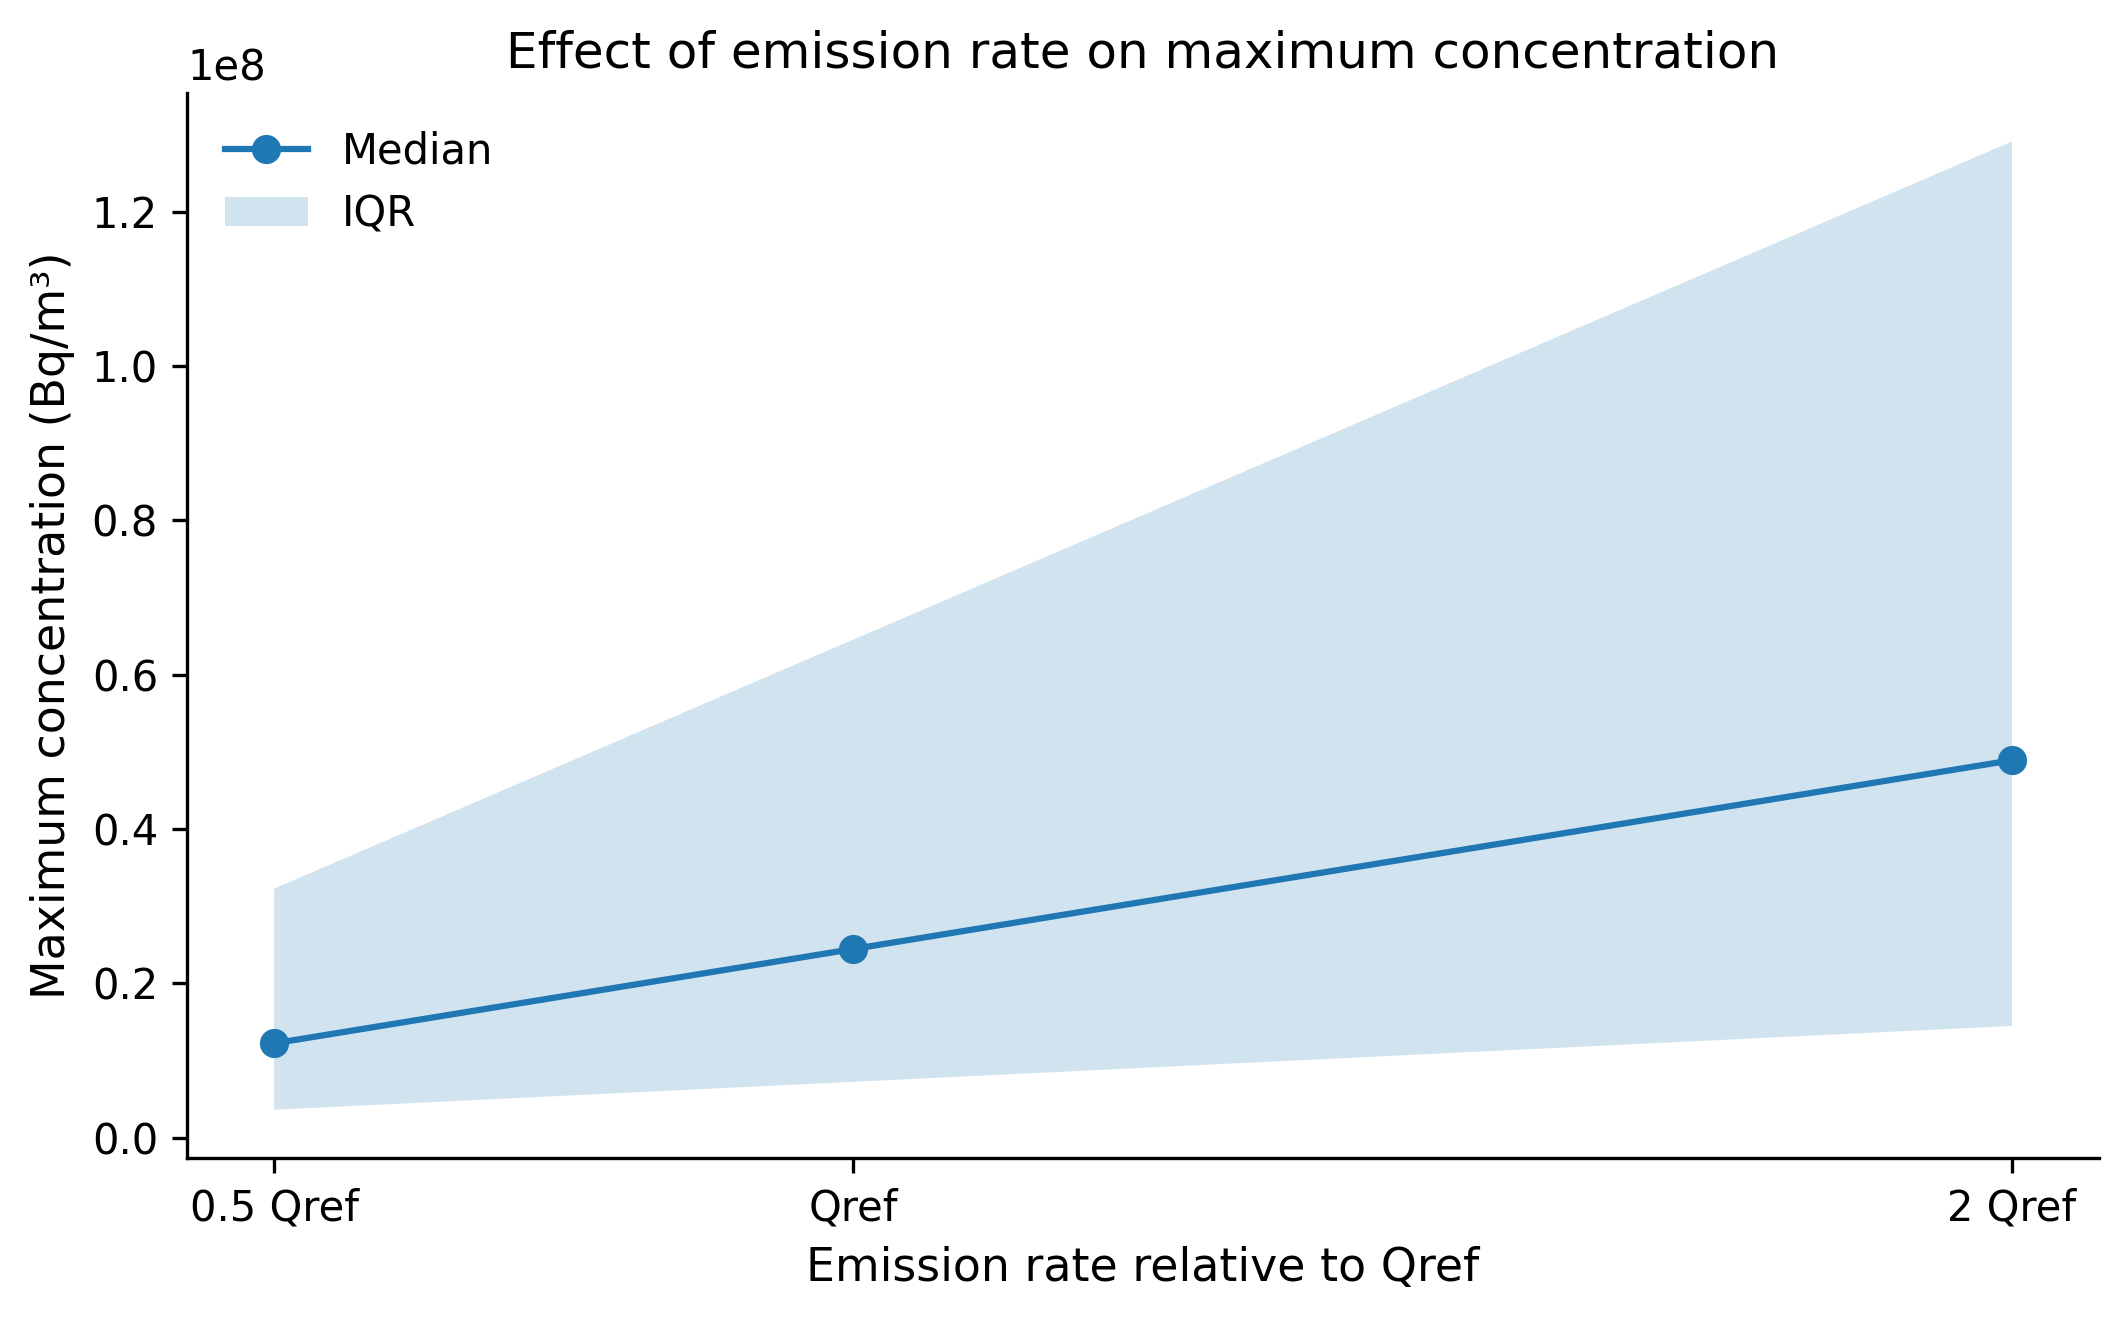 Effect of emission rate on maximum concentration
1e8
Median
IQR
1.2
1.0
0.8
0.6
0.4
0.2
0.0
Maximum concentration (Bq/m³)
0.5 Qref
Qref
2 Qref
Emission rate relative to Qref